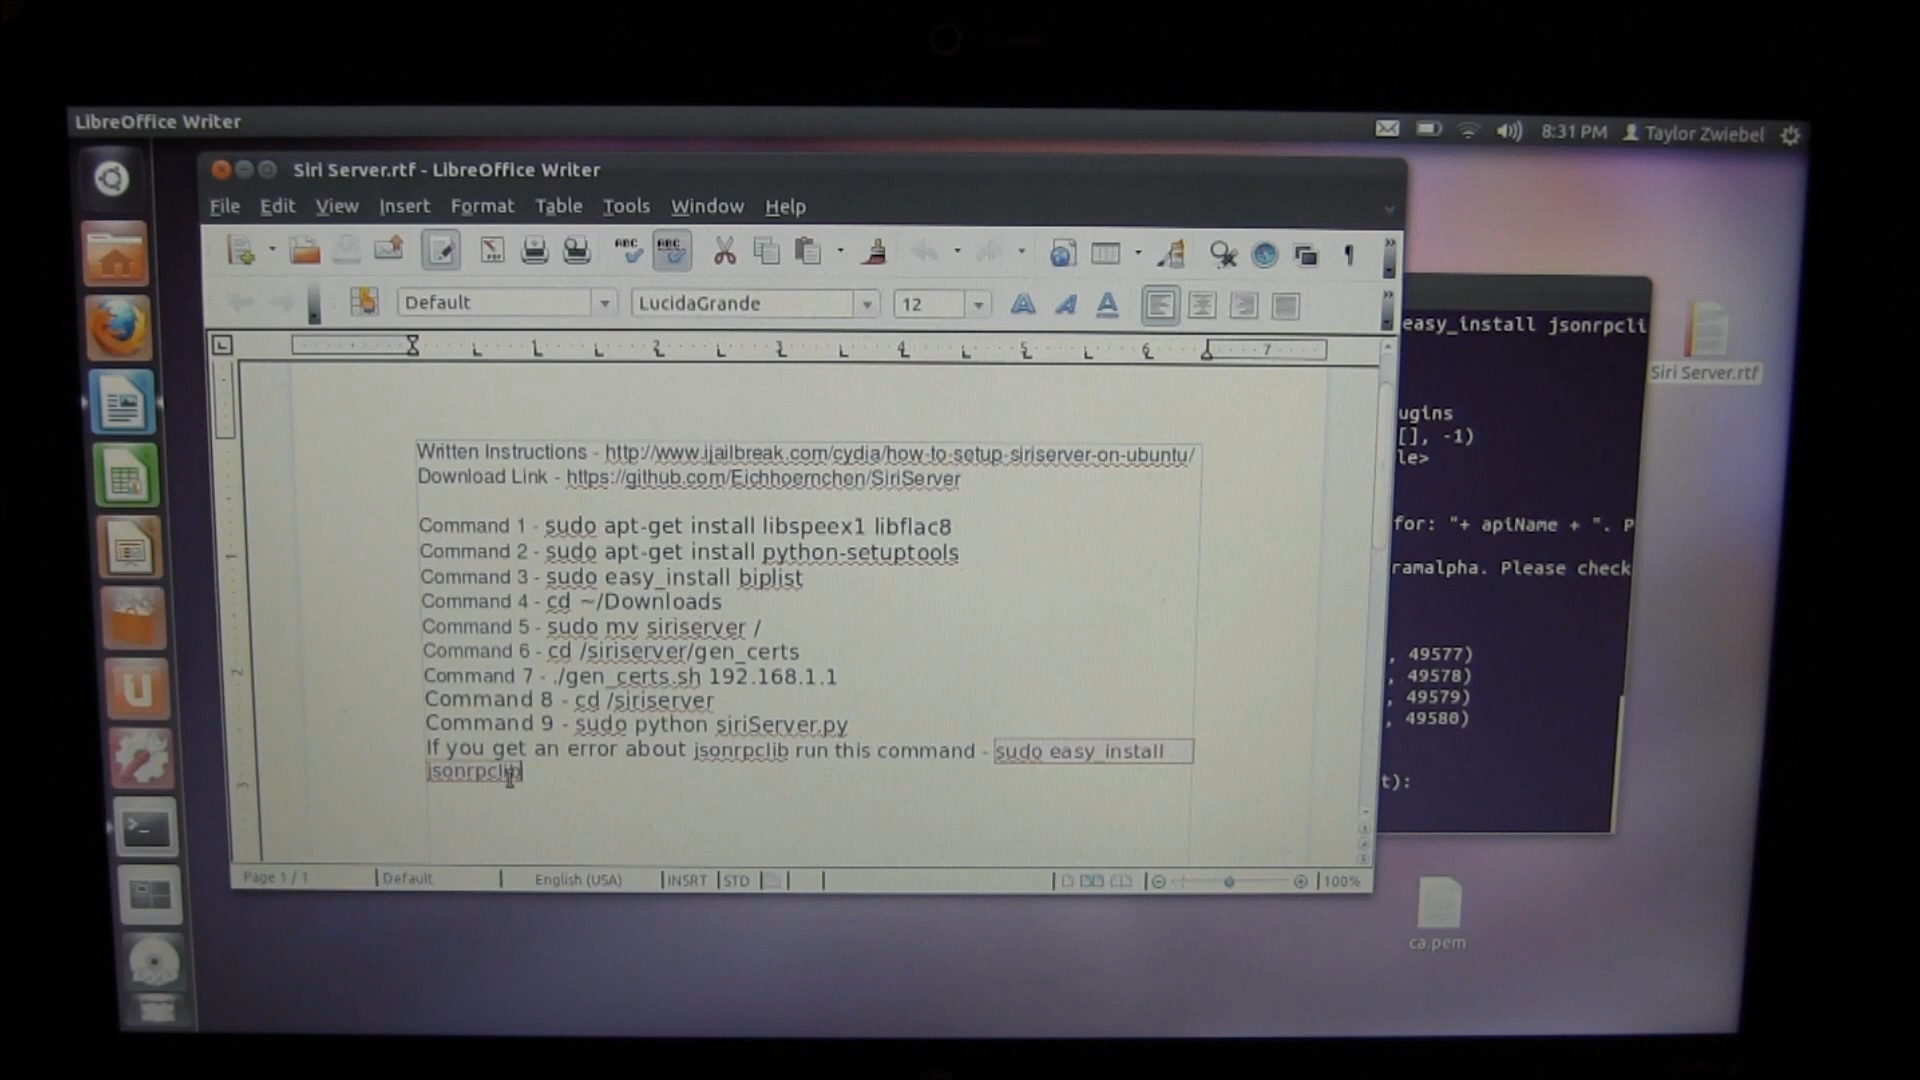 LibreOffice Writer
8:31 PM Taylor Zwiebel
Siri Server.rtf - LibreOffice Writer
File Edit View Insert Format Table Tools Window Help
Default LucidaGrande 12
1 2 3 4 5 6 7
Written Instructions - http://www.ijailbreak.com/cydia/how-to-setup-siriserver-on-ubuntu/
Download Link - https://github.com/Eichhoernchen/SiriServer
Command 1 - sudo apt-get install libspeex1 libflac8
Command 2 - sudo apt-get install python-setuptools
Command 3 - sudo easy_install biplist
Command 4 - cd ~/Downloads
Command 5 - sudo mv siriserver /
Command 6 - cd /siriserver/gen_certs
Command 7 - ./gen_certs.sh 192.168.1.1
Command 8 - cd /siriserver
Command 9 - sudo python siriServer.py
If you get an error about jsonrpclib run this command - sudo easy_install
jsonrpclib
Page 1 / 1 Default English (USA) INSRT STD 100%
easy_install jsonrpcli
ugins
[], -1)
le>
for: "+ apiName + ". P
ramalpha. Please check
, 49577)
, 49578)
, 49579)
, 49580)
t):
Siri Server.rtf
ca.pem